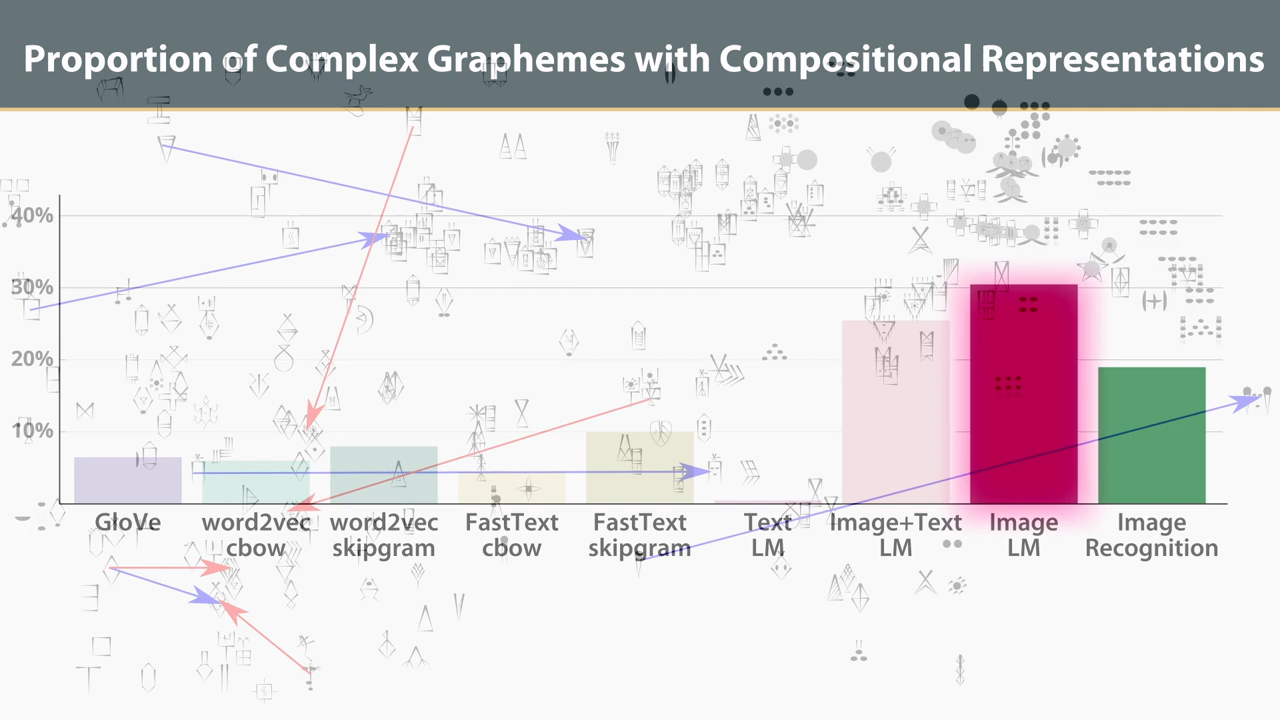 Proportion of Complex Graphemes with Compositional Representations
40%
30%
20%
10%
GloVe
word2vec
cbow
word2vec
skipgram
FastText
cbow
FastText
skipgram
Text
LM
Image+Text
LM
Image
LM
Image
Recognition